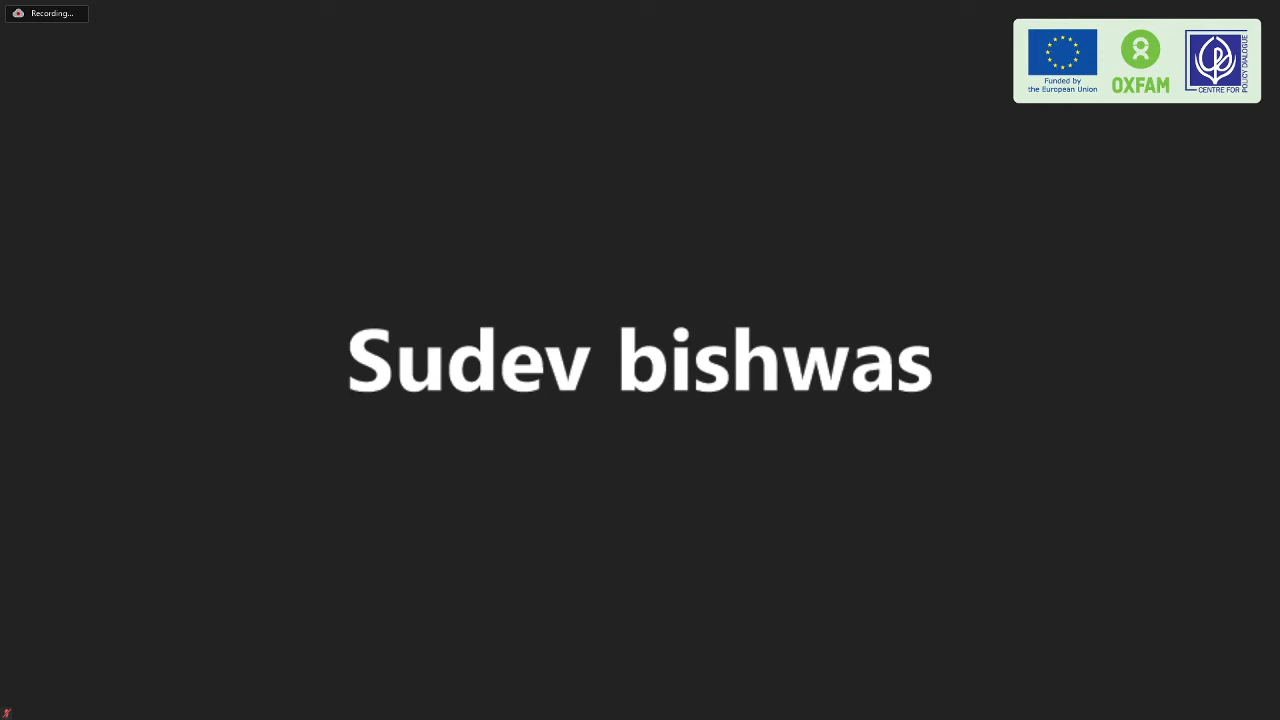 Recording...
Funded by
the European Union
OXFAM
CENTRE FOR
POLICY DIALOGUE
Sudev bishwas